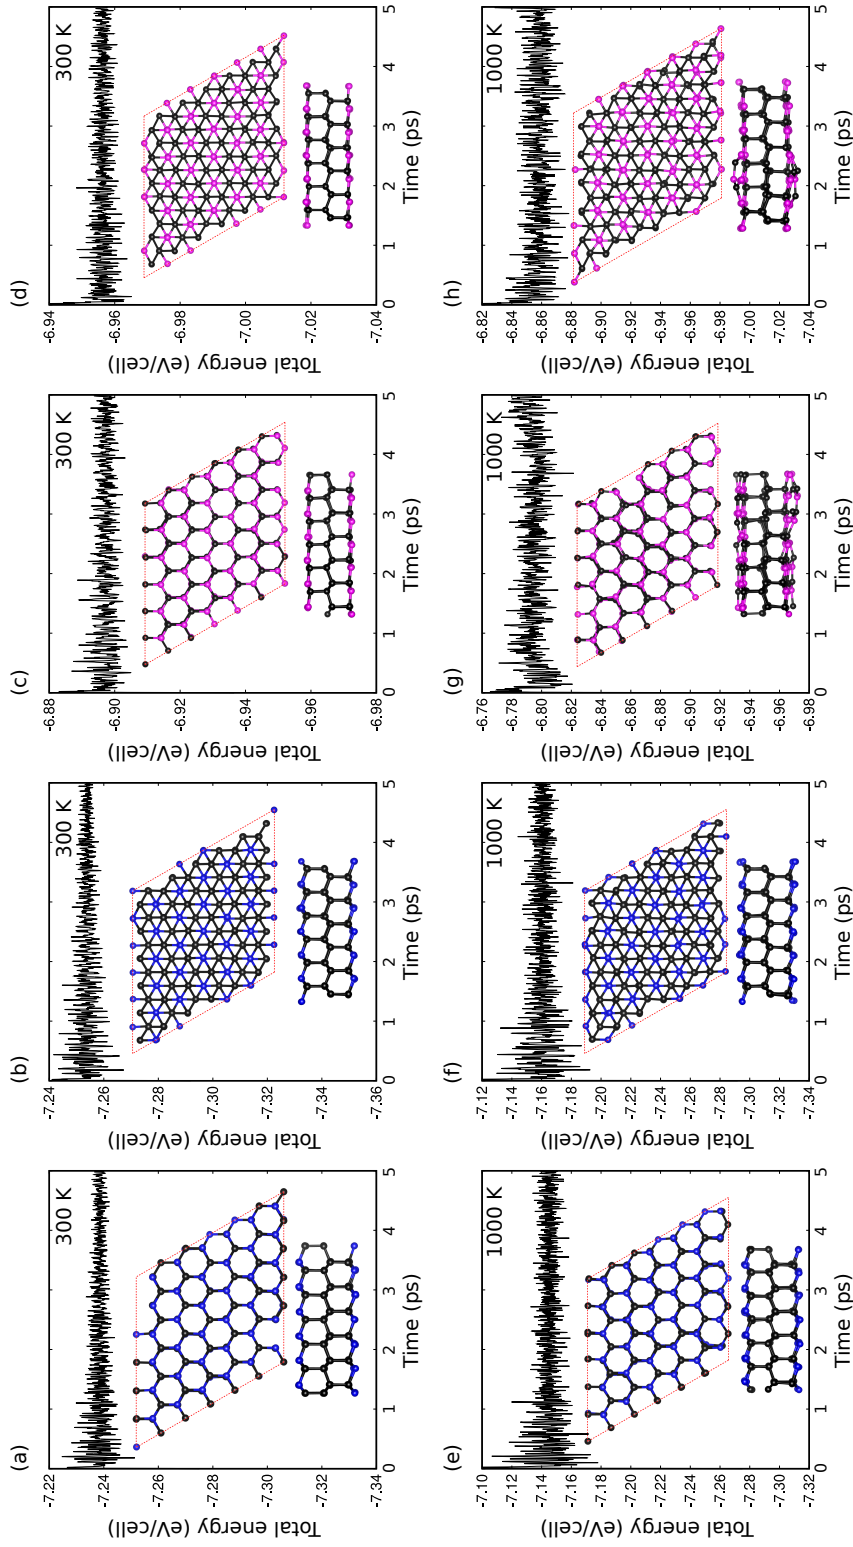 (a)
300 K
Total energy (eV/cell)
-7.22
-7.24
-7.26
-7.28
-7.30
-7.32
-7.34
0 1 2 3 4 5
Time (ps)
(b)
300 K
Total energy (eV/cell)
-7.24
-7.26
-7.28
-7.30
-7.32
-7.34
-7.36
0 1 2 3 4 5
Time (ps)
(c)
300 K
Total energy (eV/cell)
-6.88
-6.90
-6.92
-6.94
-6.96
-6.98
0 1 2 3 4 5
Time (ps)
(d)
300 K
Total energy (eV/cell)
-6.94
-6.96
-6.98
-7.00
-7.02
-7.04
0 1 2 3 4 5
Time (ps)
(e)
1000 K
Total energy (eV/cell)
-7.10
-7.12
-7.14
-7.16
-7.18
-7.20
-7.22
-7.24
-7.26
-7.28
-7.30
-7.32
0 1 2 3 4 5
Time (ps)
(f)
1000 K
Total energy (eV/cell)
-7.12
-7.14
-7.16
-7.18
-7.20
-7.22
-7.24
-7.26
-7.28
-7.30
-7.32
-7.34
0 1 2 3 4 5
Time (ps)
(g)
1000 K
Total energy (eV/cell)
-6.76
-6.78
-6.80
-6.82
-6.84
-6.86
-6.88
-6.90
-6.92
-6.94
-6.96
-6.98
0 1 2 3 4 5
Time (ps)
(h)
1000 K
Total energy (eV/cell)
-6.82
-6.84
-6.86
-6.88
-6.90
-6.92
-6.94
-6.96
-6.98
-7.00
-7.02
-7.04
0 1 2 3 4 5
Time (ps)